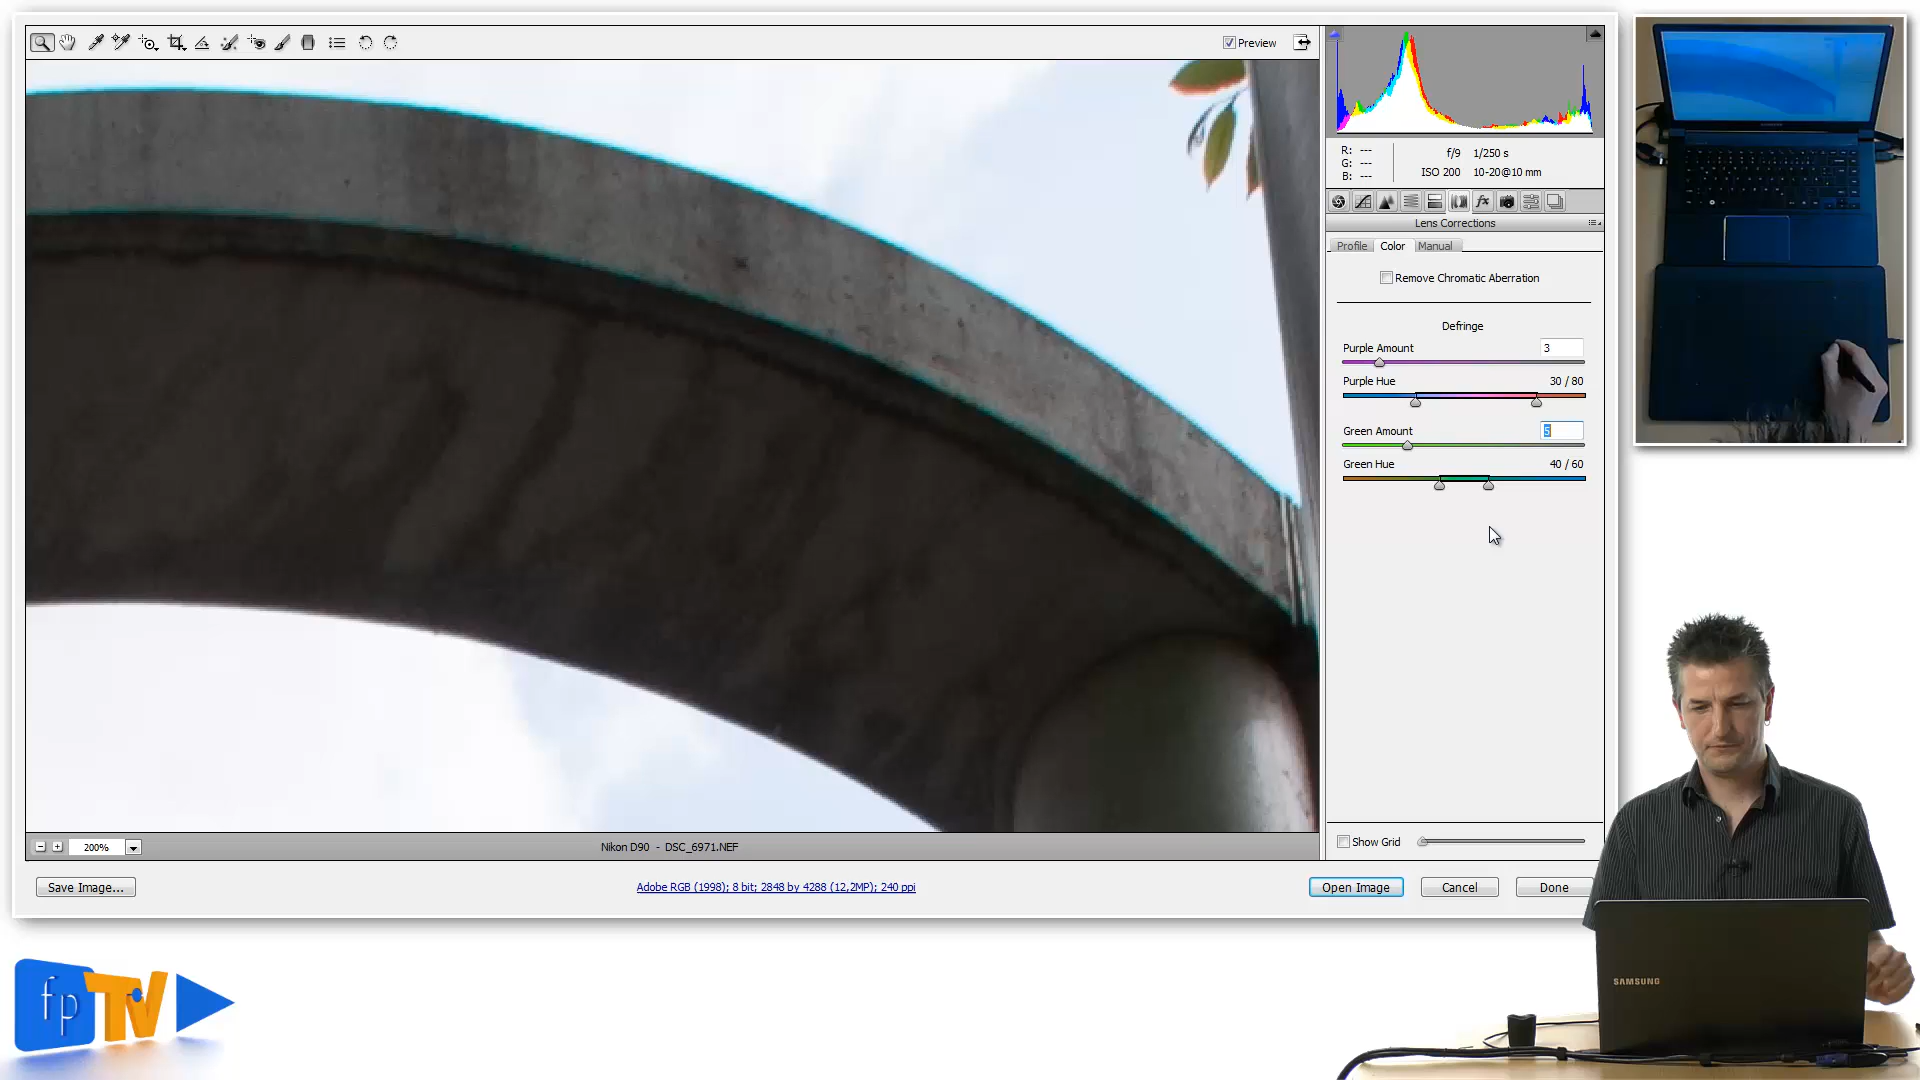 Preview
R: ---
G: ---
B: ---
f/9 1/250 s
ISO 200 10-20@10 mm
fx
Lens Corrections
Profile Color Manual
Remove Chromatic Aberration
Defringe
Purple Amount 3
Purple Hue 30 / 80
Green Amount 5
Green Hue 40 / 60
Show Grid
200%
Nikon D90 - DSC_6971.NEF
Save Image...
Adobe RGB (1998); 8 bit; 2848 by 4288 (12,2MP); 240 ppi
Open Image Cancel Done
fp TV
SAMSUNG